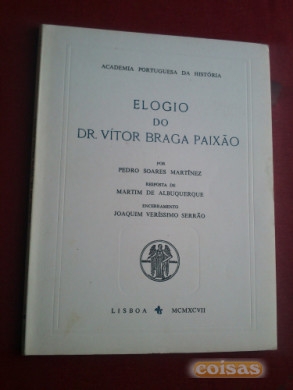 ACADEMIA PORTUGUESA DA HISTÓRIA
ELOGIO
DO
DR. VÍTOR BRAGA PAIXÃO
POR
PEDRO SOARES MARTÍNEZ
RESPOSTA DE
MARTIM DE ALBUQUERQUE
ENCERRAMENTO
JOAQUIM VERÍSSIMO SERRÃO
LISBOA MCMXCVII
coisas